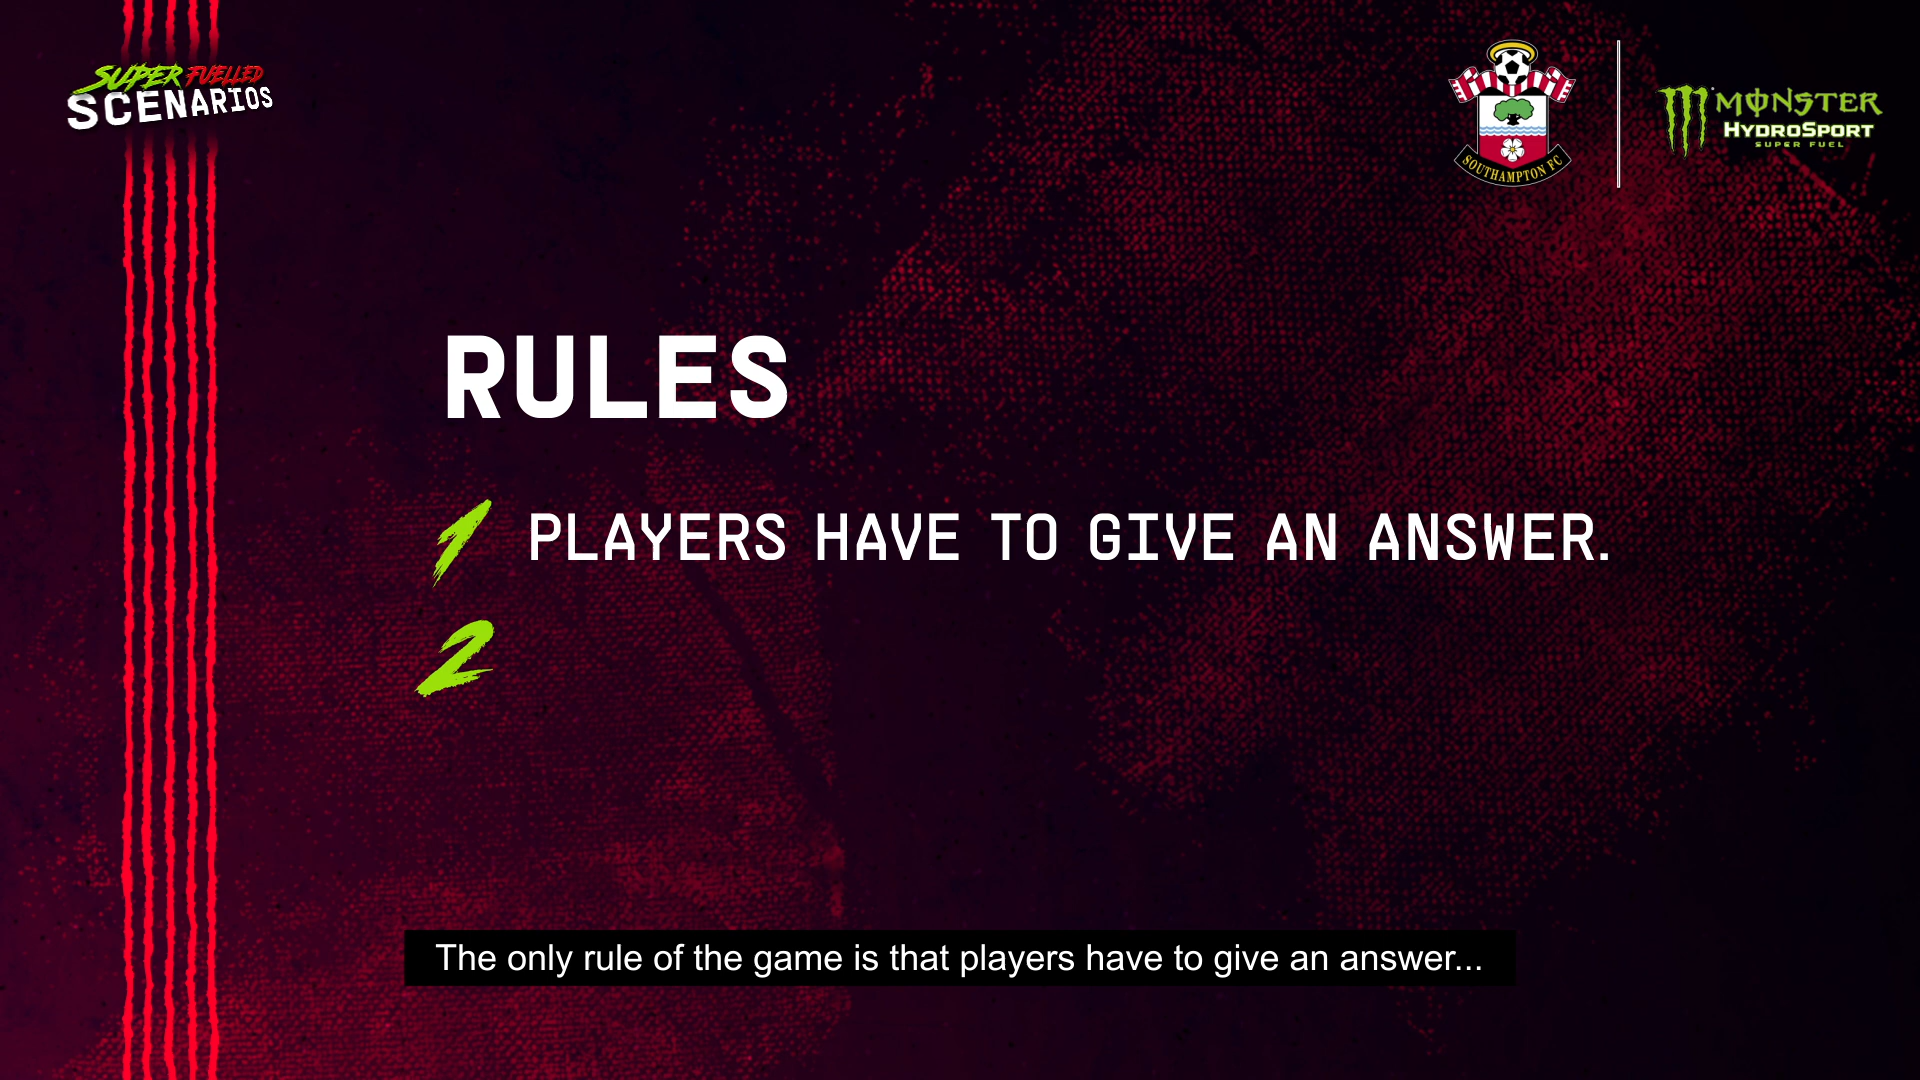 SUPER FUELLED
SCENARIOS
SOUTHAMPTON FC
MONSTER
HYDROSPORT
SUPER FUEL
RULES
1 PLAYERS HAVE TO GIVE AN ANSWER.
2
The only rule of the game is that players have to give an answer...